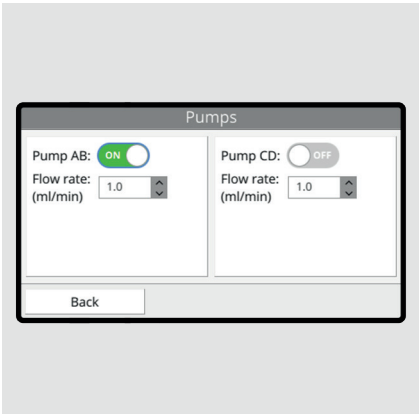 Pumps
Pump AB: ON
Flow rate: 1.0
(ml/min)
Pump CD: OFF
Flow rate: 1.0
(ml/min)
Back